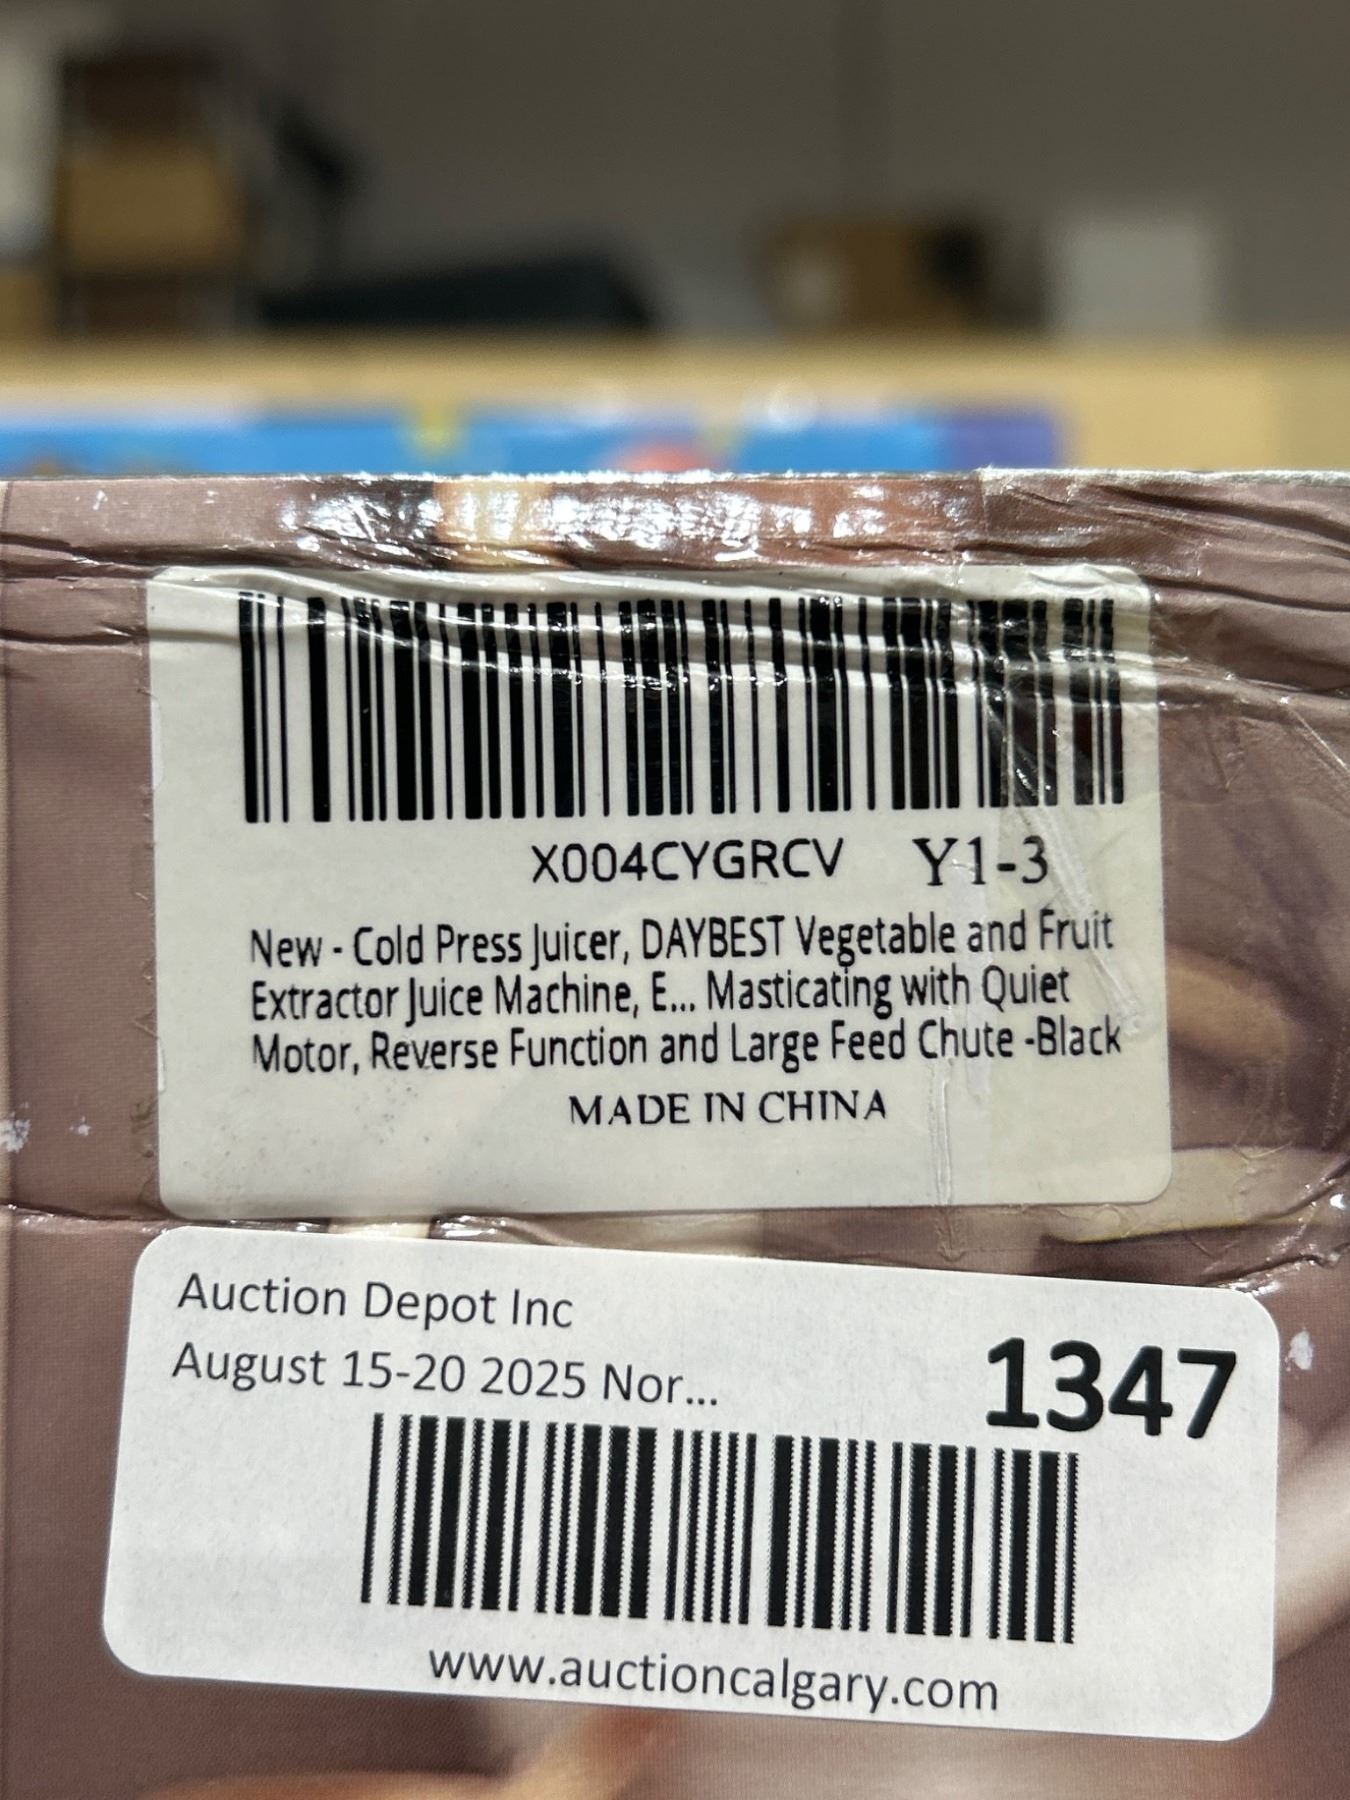 X004CYGRCV Y1-3
New - Cold Press Juicer, DAYBEST Vegetable and Fruit
Extractor Juice Machine, E... Masticating with Quiet
Motor, Reverse Function and Large Feed Chute -Black
MADE IN CHINA
Auction Depot Inc
August 15-20 2025 Nor...
1347
www.auctioncalgary.com